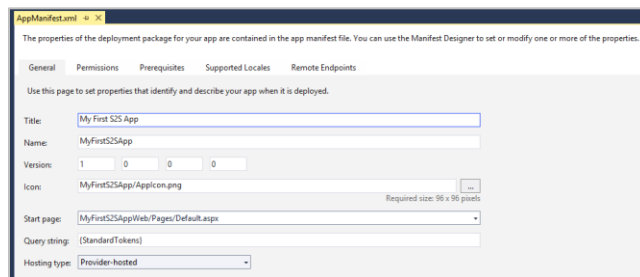 AppManifest.xml
The properties of the deployment package for your app are contained in the app manifest file. You can use the Manifest Designer to set or modify one or more of the properties.
General Permissions Prerequisites Supported Locales Remote Endpoints
Use this page to set properties that identify and describe your app when it is deployed.
Title: My First S2S App
Name: MyFirstS2SApp
Version: 1 0 0 0
Icon: MyFirstS2SApp/AppIcon.png ...
Required size: 96 x 96 pixels
Start page: MyFirstS2SAppWeb/Pages/Default.aspx
Query string: {StandardTokens}
Hosting type: Provider-hosted